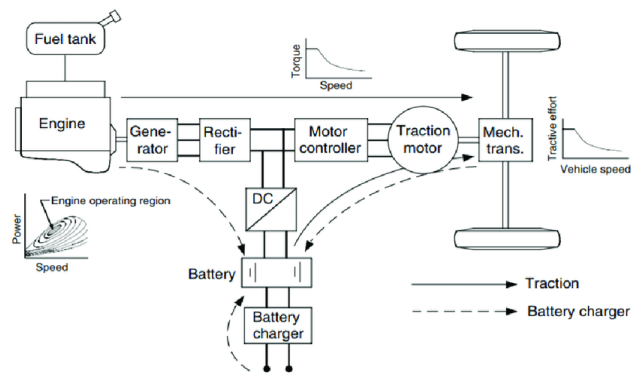 Fuel tank
Torque
Speed
Engine
Gene-
rator
Recti-
fier
Motor
controller
Traction
motor
Mech.
trans.
Tractive effort
Vehicle speed
Engine operating region
Power
Speed
DC
Battery
Battery
charger
Traction
Battery charger